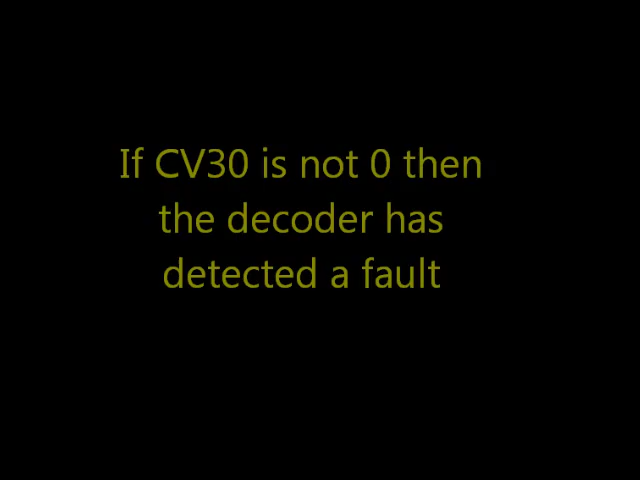 If CV30 is not 0 then
the decoder has
detected a fault